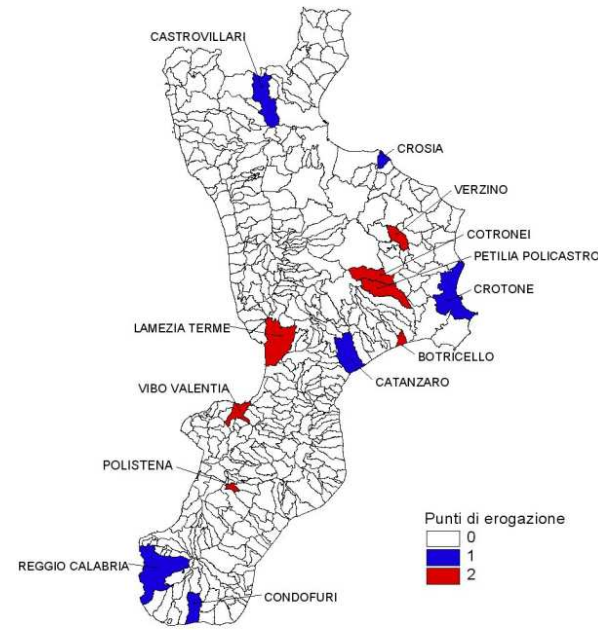 CASTROVILLARI
CROSIA
VERZINO
COTRONEI
PETILIA POLICASTRO
CROTONE
LAMEZIA TERME
BOTRICELLO
CATANZARO
VIBO VALENTIA
POLISTENA
Punti di erogazione
0
1
2
REGGIO CALABRIA
CONDOFURI